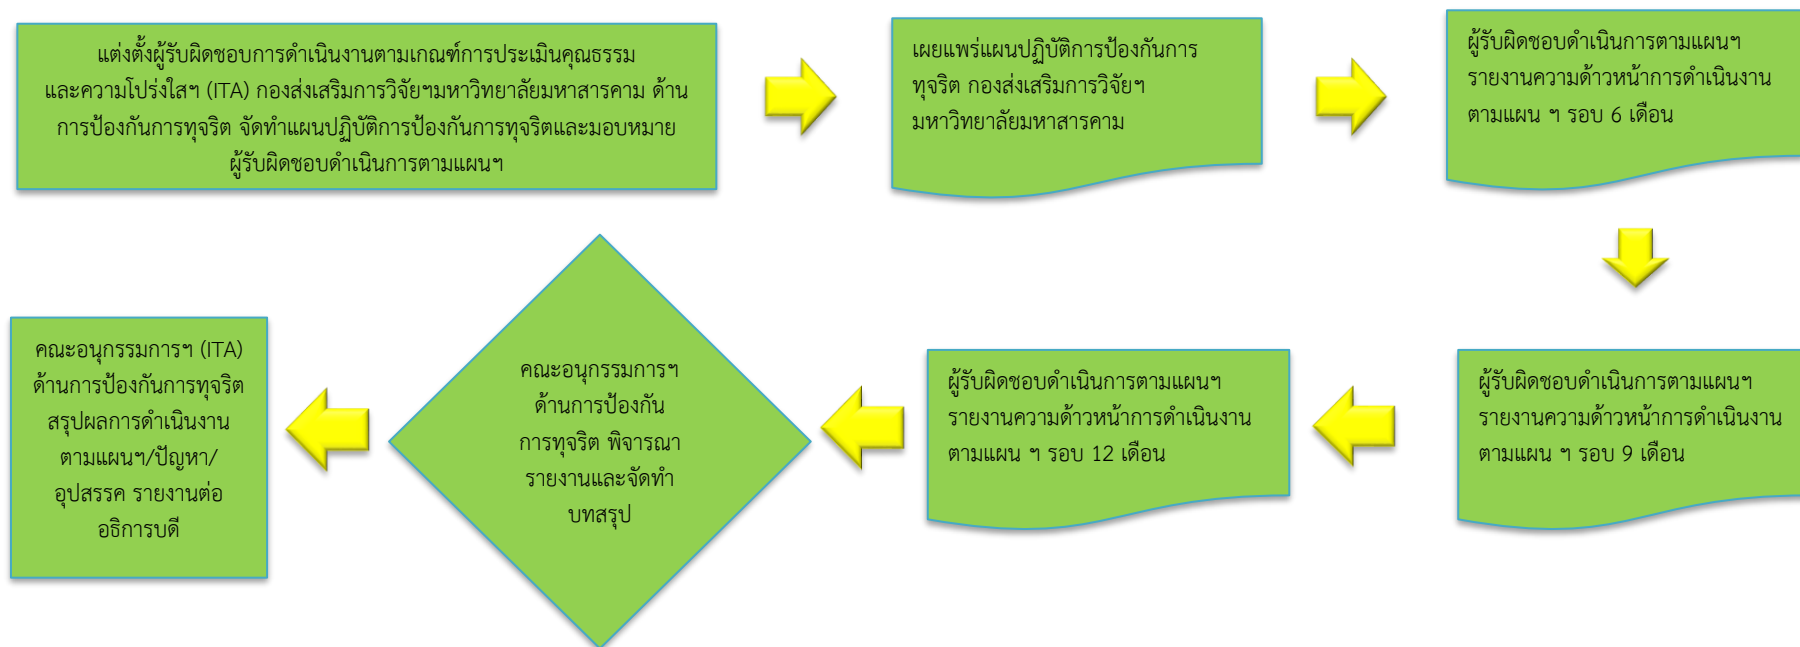 แต่งตั้งผู้รับผิดชอบการดำเนินงานตามเกณฑ์การประเมินคุณธรรม
และความโปร่งใสฯ (ITA) กองส่งเสริมการวิจัยฯมหาวิทยาลัยมหาสารคาม ด้าน
การป้องกันการทุจริต จัดทำแผนปฏิบัติการป้องกันการทุจริตและมอบหมาย
ผู้รับผิดชอบดำเนินการตามแผนฯ
เผยแพร่แผนปฏิบัติการป้องกันการ
ทุจริต กองส่งเสริมการวิจัยฯ
มหาวิทยาลัยมหาสารคาม
ผู้รับผิดชอบดำเนินการตามแผนฯ
รายงานความด้าวหน้าการดำเนินงาน
ตามแผน ฯ รอบ 6 เดือน
ผู้รับผิดชอบดำเนินการตามแผนฯ
รายงานความด้าวหน้าการดำเนินงาน
ตามแผน ฯ รอบ 9 เดือน
ผู้รับผิดชอบดำเนินการตามแผนฯ
รายงานความด้าวหน้าการดำเนินงาน
ตามแผน ฯ รอบ 12 เดือน
คณะอนุกรรมการฯ
ด้านการป้องกัน
การทุจริต พิจารณา
รายงานและจัดทำ
บทสรุป
คณะอนุกรรมการฯ (ITA)
ด้านการป้องกันการทุจริต
สรุปผลการดำเนินงาน
ตามแผนฯ/ปัญหา/
อุปสรรค รายงานต่อ
อธิการบดี